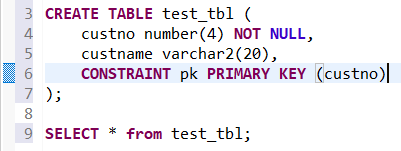 3 CREATE TABLE test_tbl (
4 custno number(4) NOT NULL,
5 custname varchar2(20),
6 CONSTRAINT pk PRIMARY KEY (custno)
7 );
8
9 SELECT * from test_tbl;